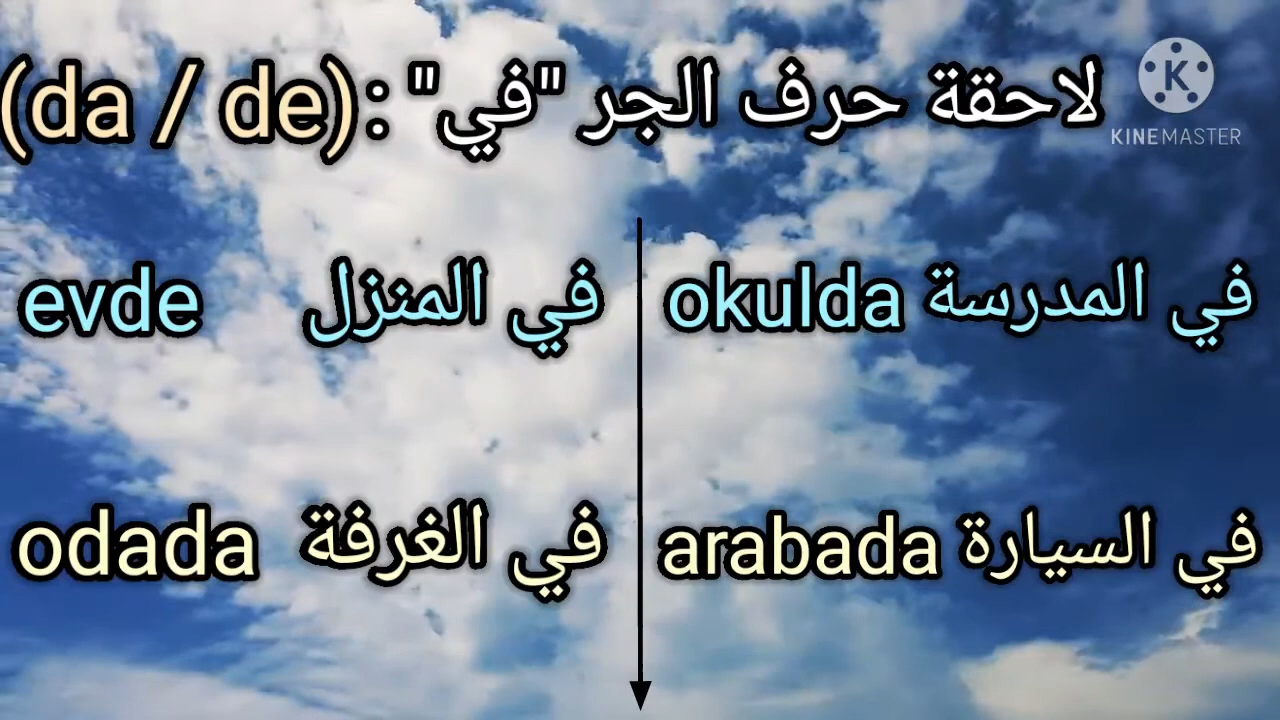 لاحقة حرف الجر "في" :(da / de)
KINEMASTER
في المدرسة okulda
في المنزل evde
في السيارة arabada
في الغرفة odada